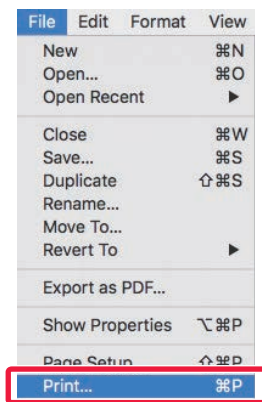 File Edit Format View
New ⌘N
Open... ⌘O
Open Recent ▶
Close ⌘W
Save... ⌘S
Duplicate ⇧⌘S
Rename...
Move To...
Revert To ▶
Export as PDF...
Show Properties ⌥⌘P
Page Setup ⇧⌘P
Print... ⌘P